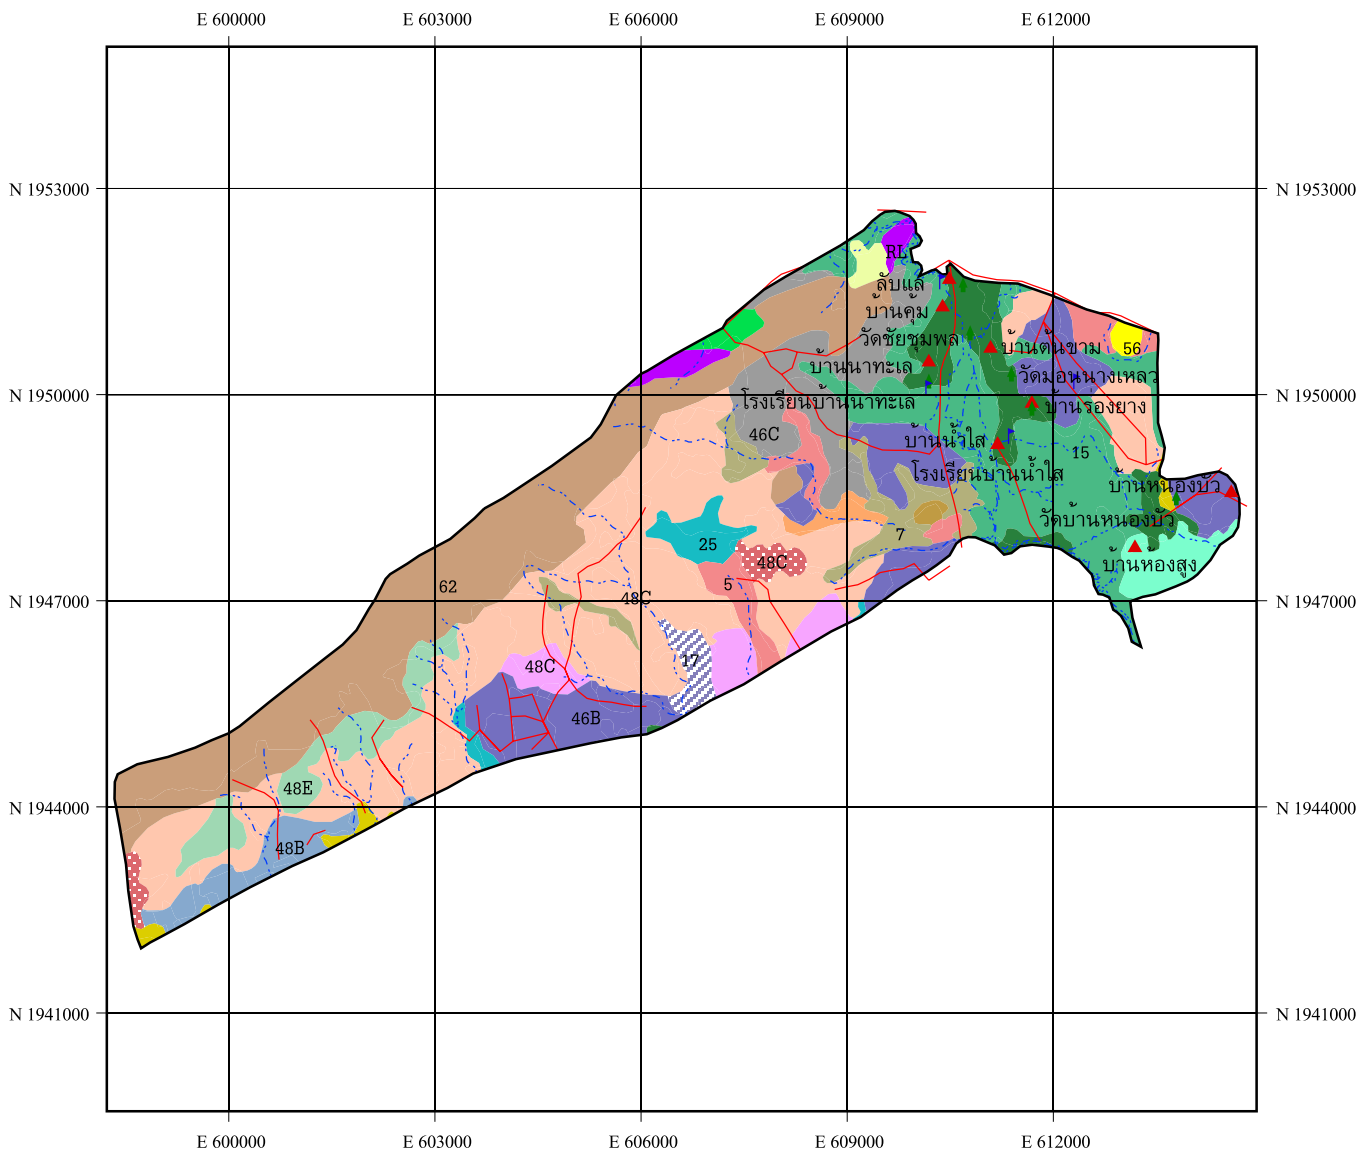 E 600000 E 603000 E 606000 E 609000 E 612000
N 1953000 N 1953000
RL
ลับแล
บ้านคุ้ม
วัดชัยชุมพล
บ้านต้นขาม
56
บ้านนาทะเล
วัดม่อนนางเหลว
N 1950000 N 1950000
โรงเรียนบ้านนาทะเล
บ้านร้องยาง
46C
บ้านน้ำใส
15
โรงเรียนบ้านน้ำใส
บ้านหนองบัว
วัดบ้านหนองบัว
7
25
48C
บ้านท้องสูง
5
62
48C
N 1947000 N 1947000
17
48C
46B
48E
N 1944000 N 1944000
48B
N 1941000 N 1941000
E 600000 E 603000 E 606000 E 609000 E 612000